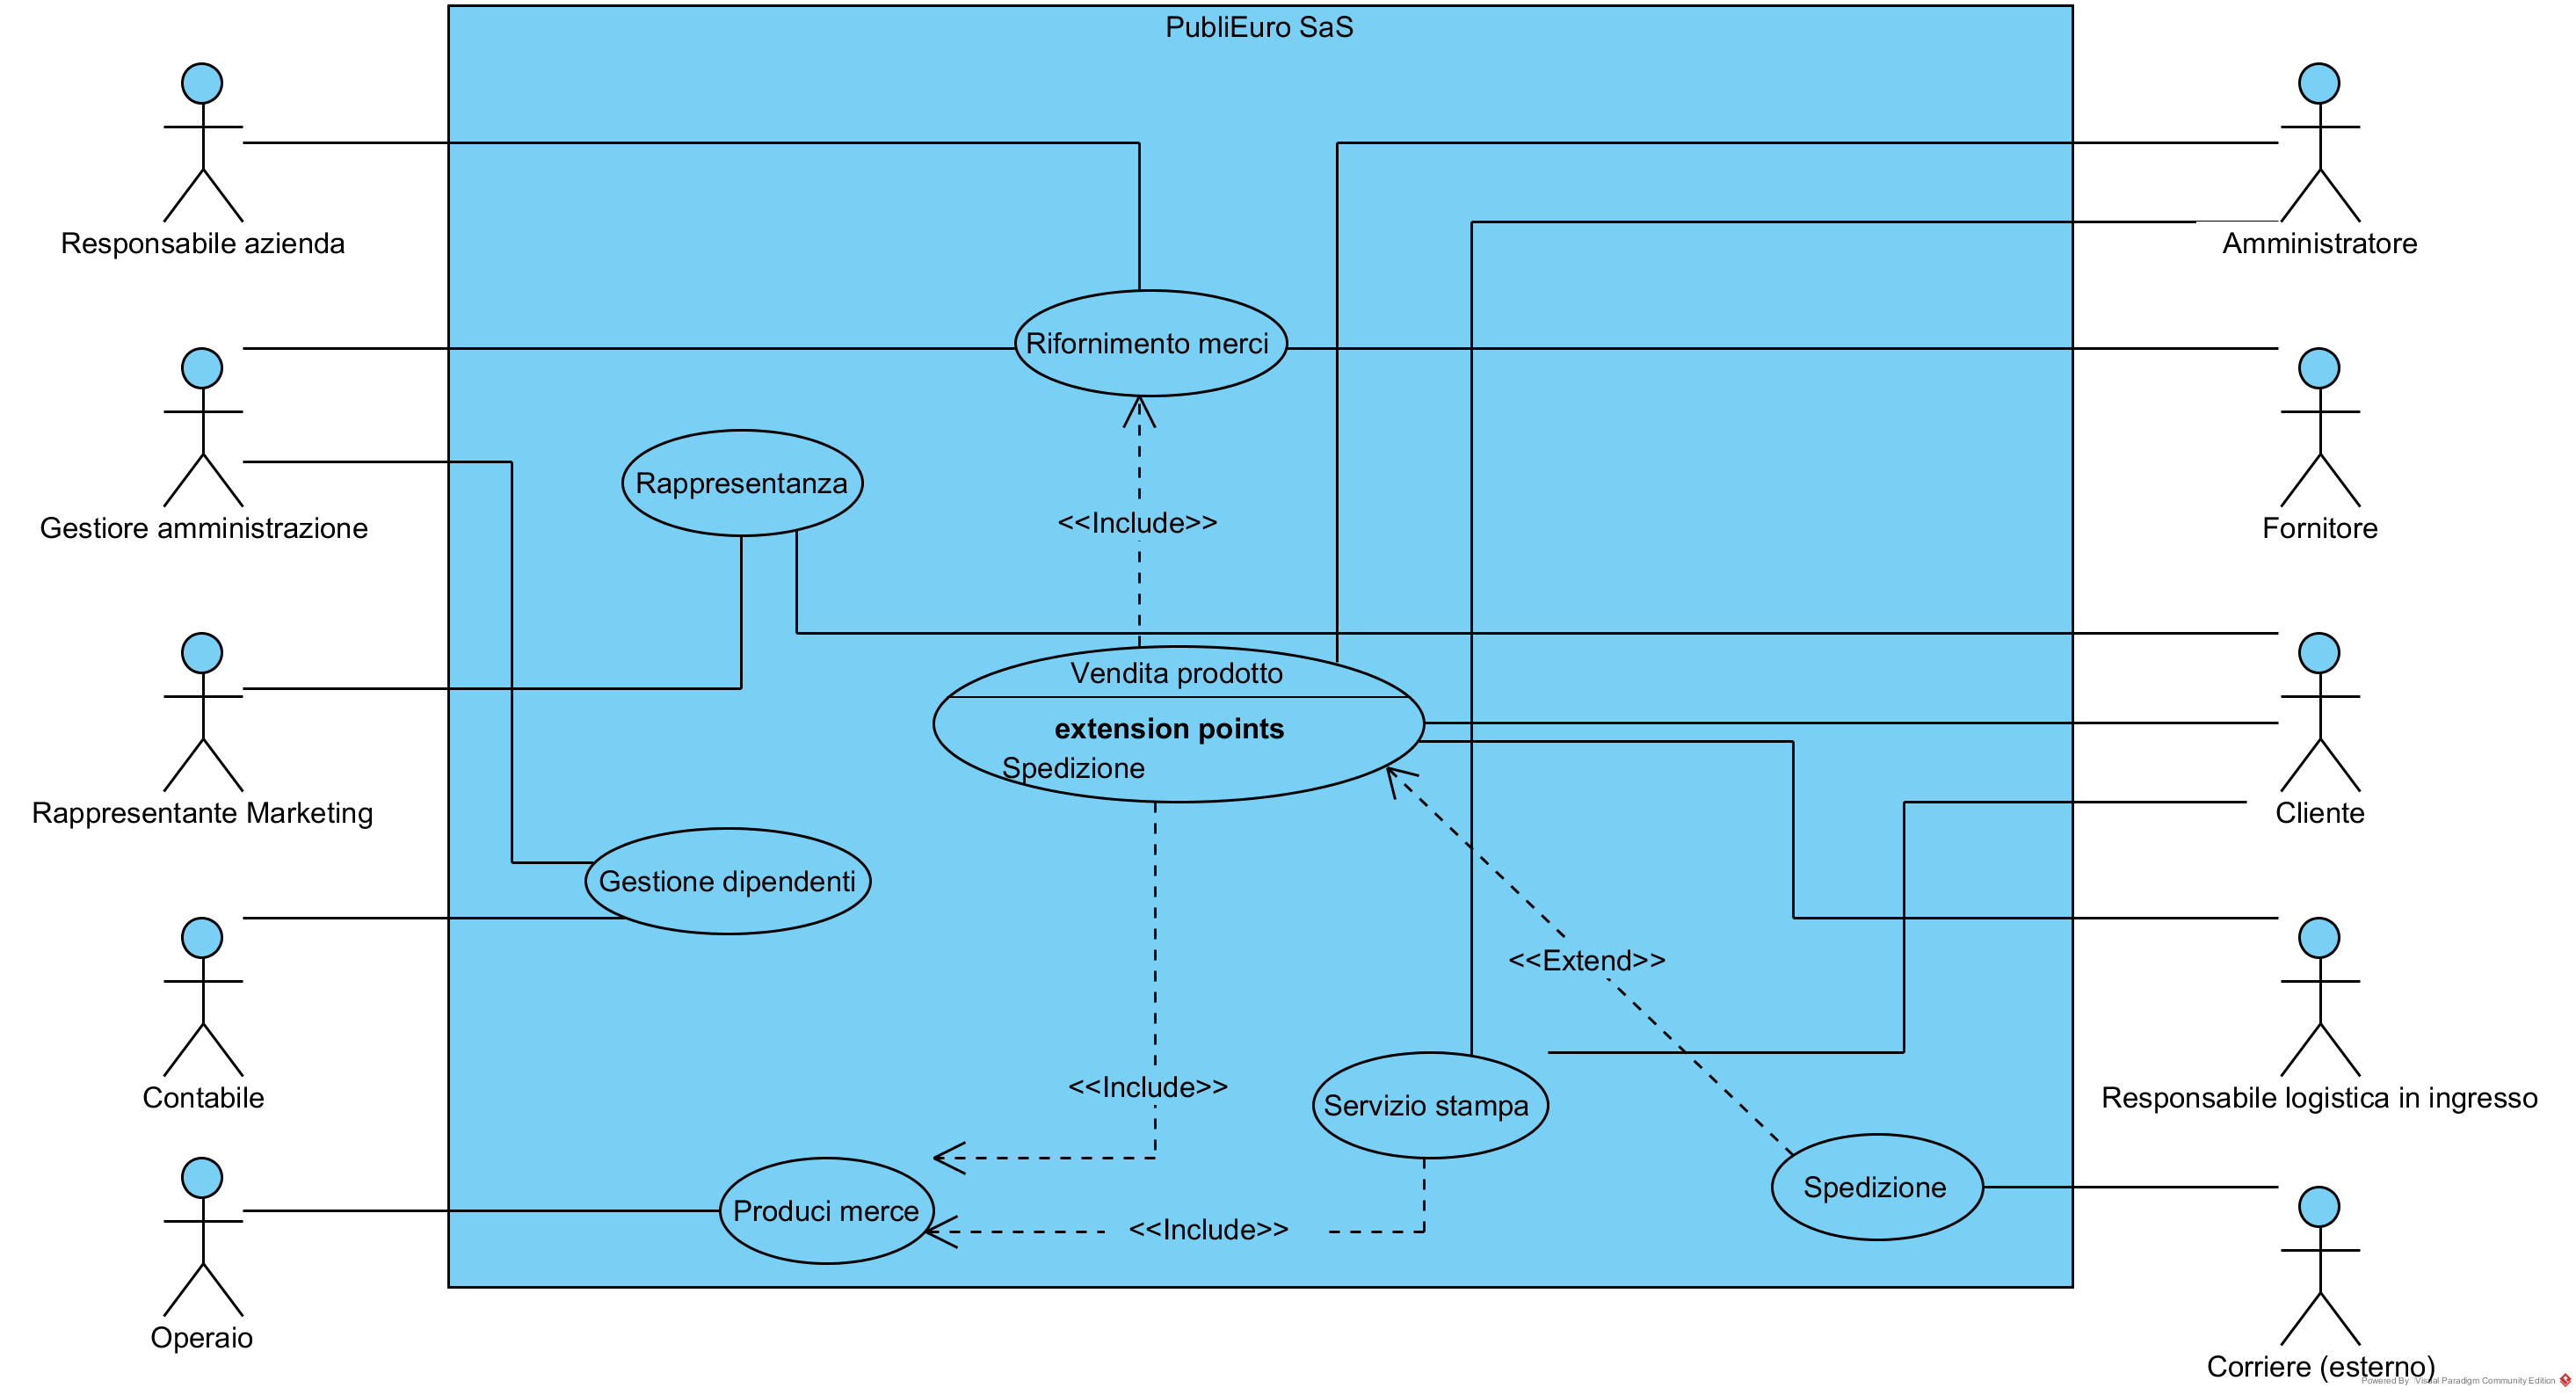 PubliEuro SaS
Responsabile azienda
Amministratore
Rifornimento merci
Gestiore amministrazione
Fornitore
Rappresentanza
<<Include>>
Vendita prodotto
extension points
Spedizione
Rappresentante Marketing
Cliente
Gestione dipendenti
<<Extend>>
Contabile
Responsabile logistica in ingresso
<<Include>>
Servizio stampa
Spedizione
Produci merce
<<Include>>
Operaio
Corriere (esterno)
Powered By Visual Paradigm Community Edition